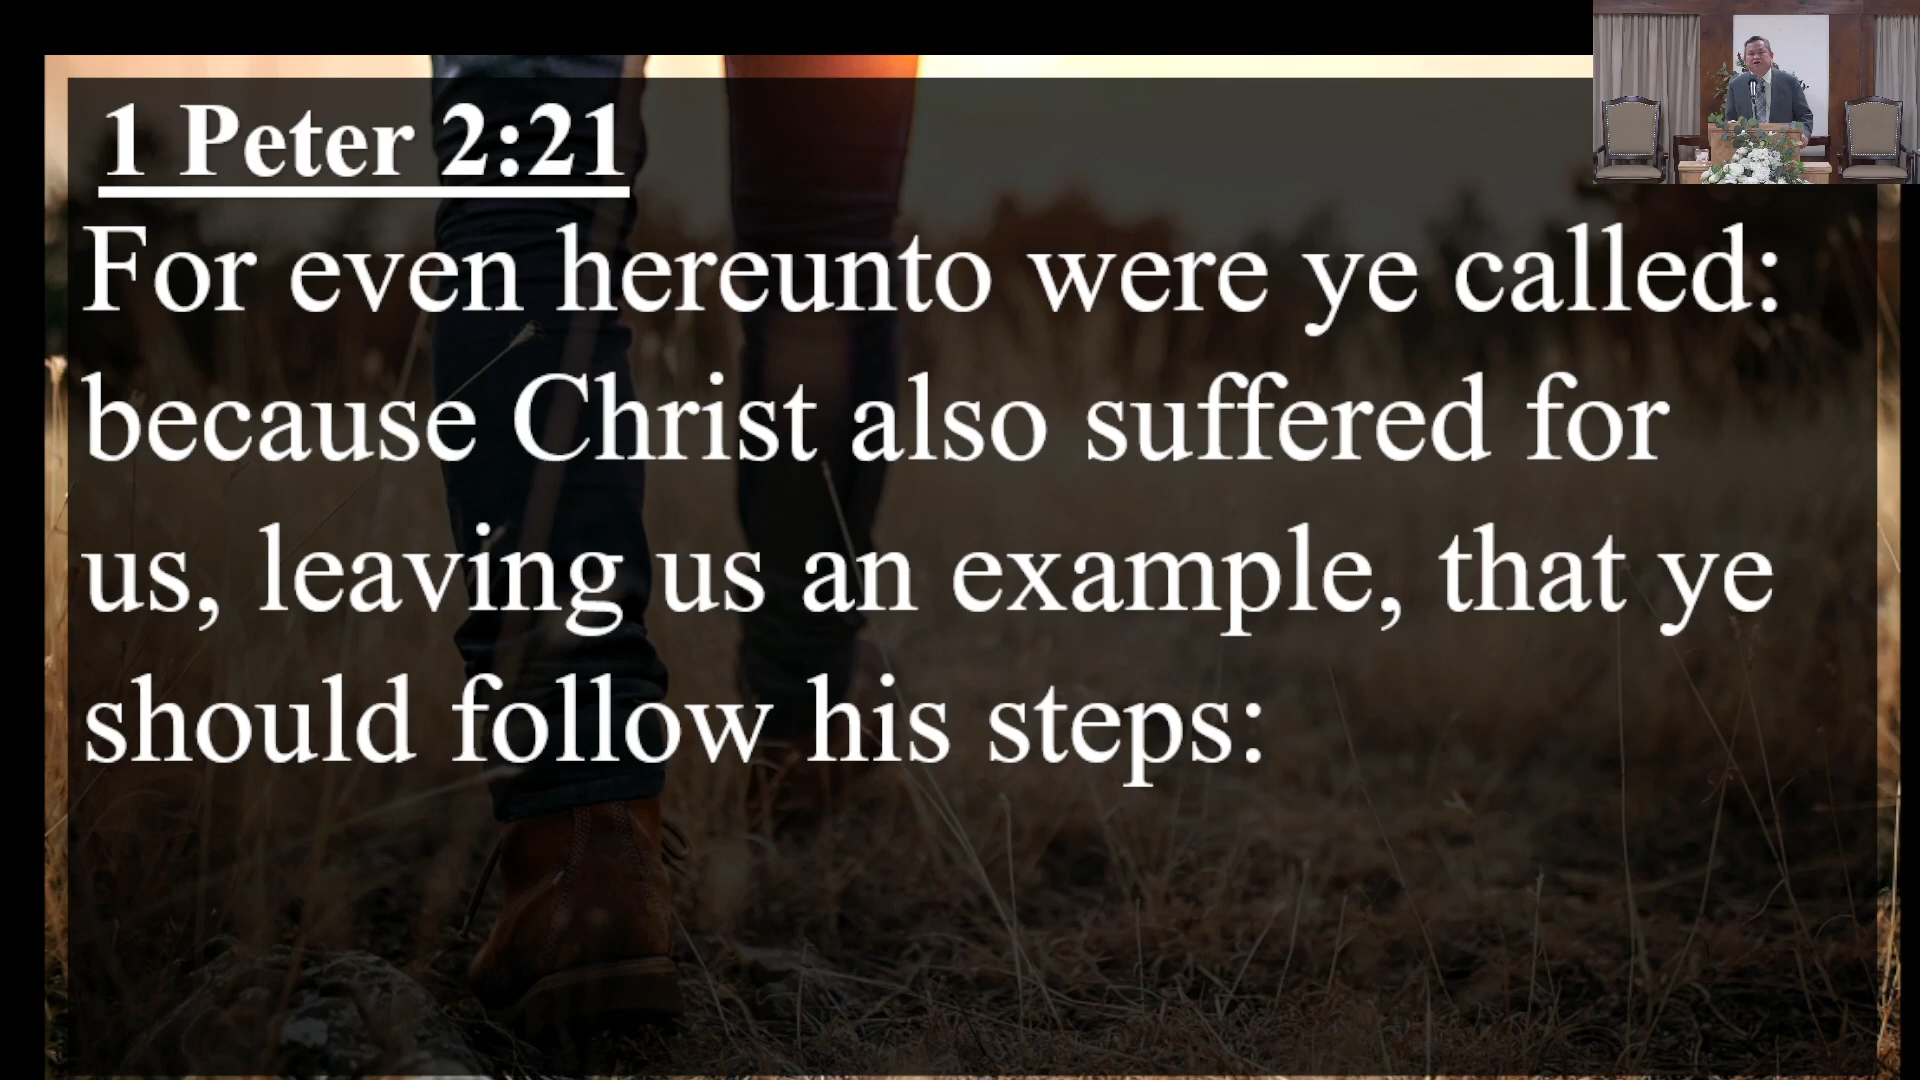 1 Peter 2:21
For even hereunto were ye called:
because Christ also suffered for
us, leaving us an example, that ye
should follow his steps: